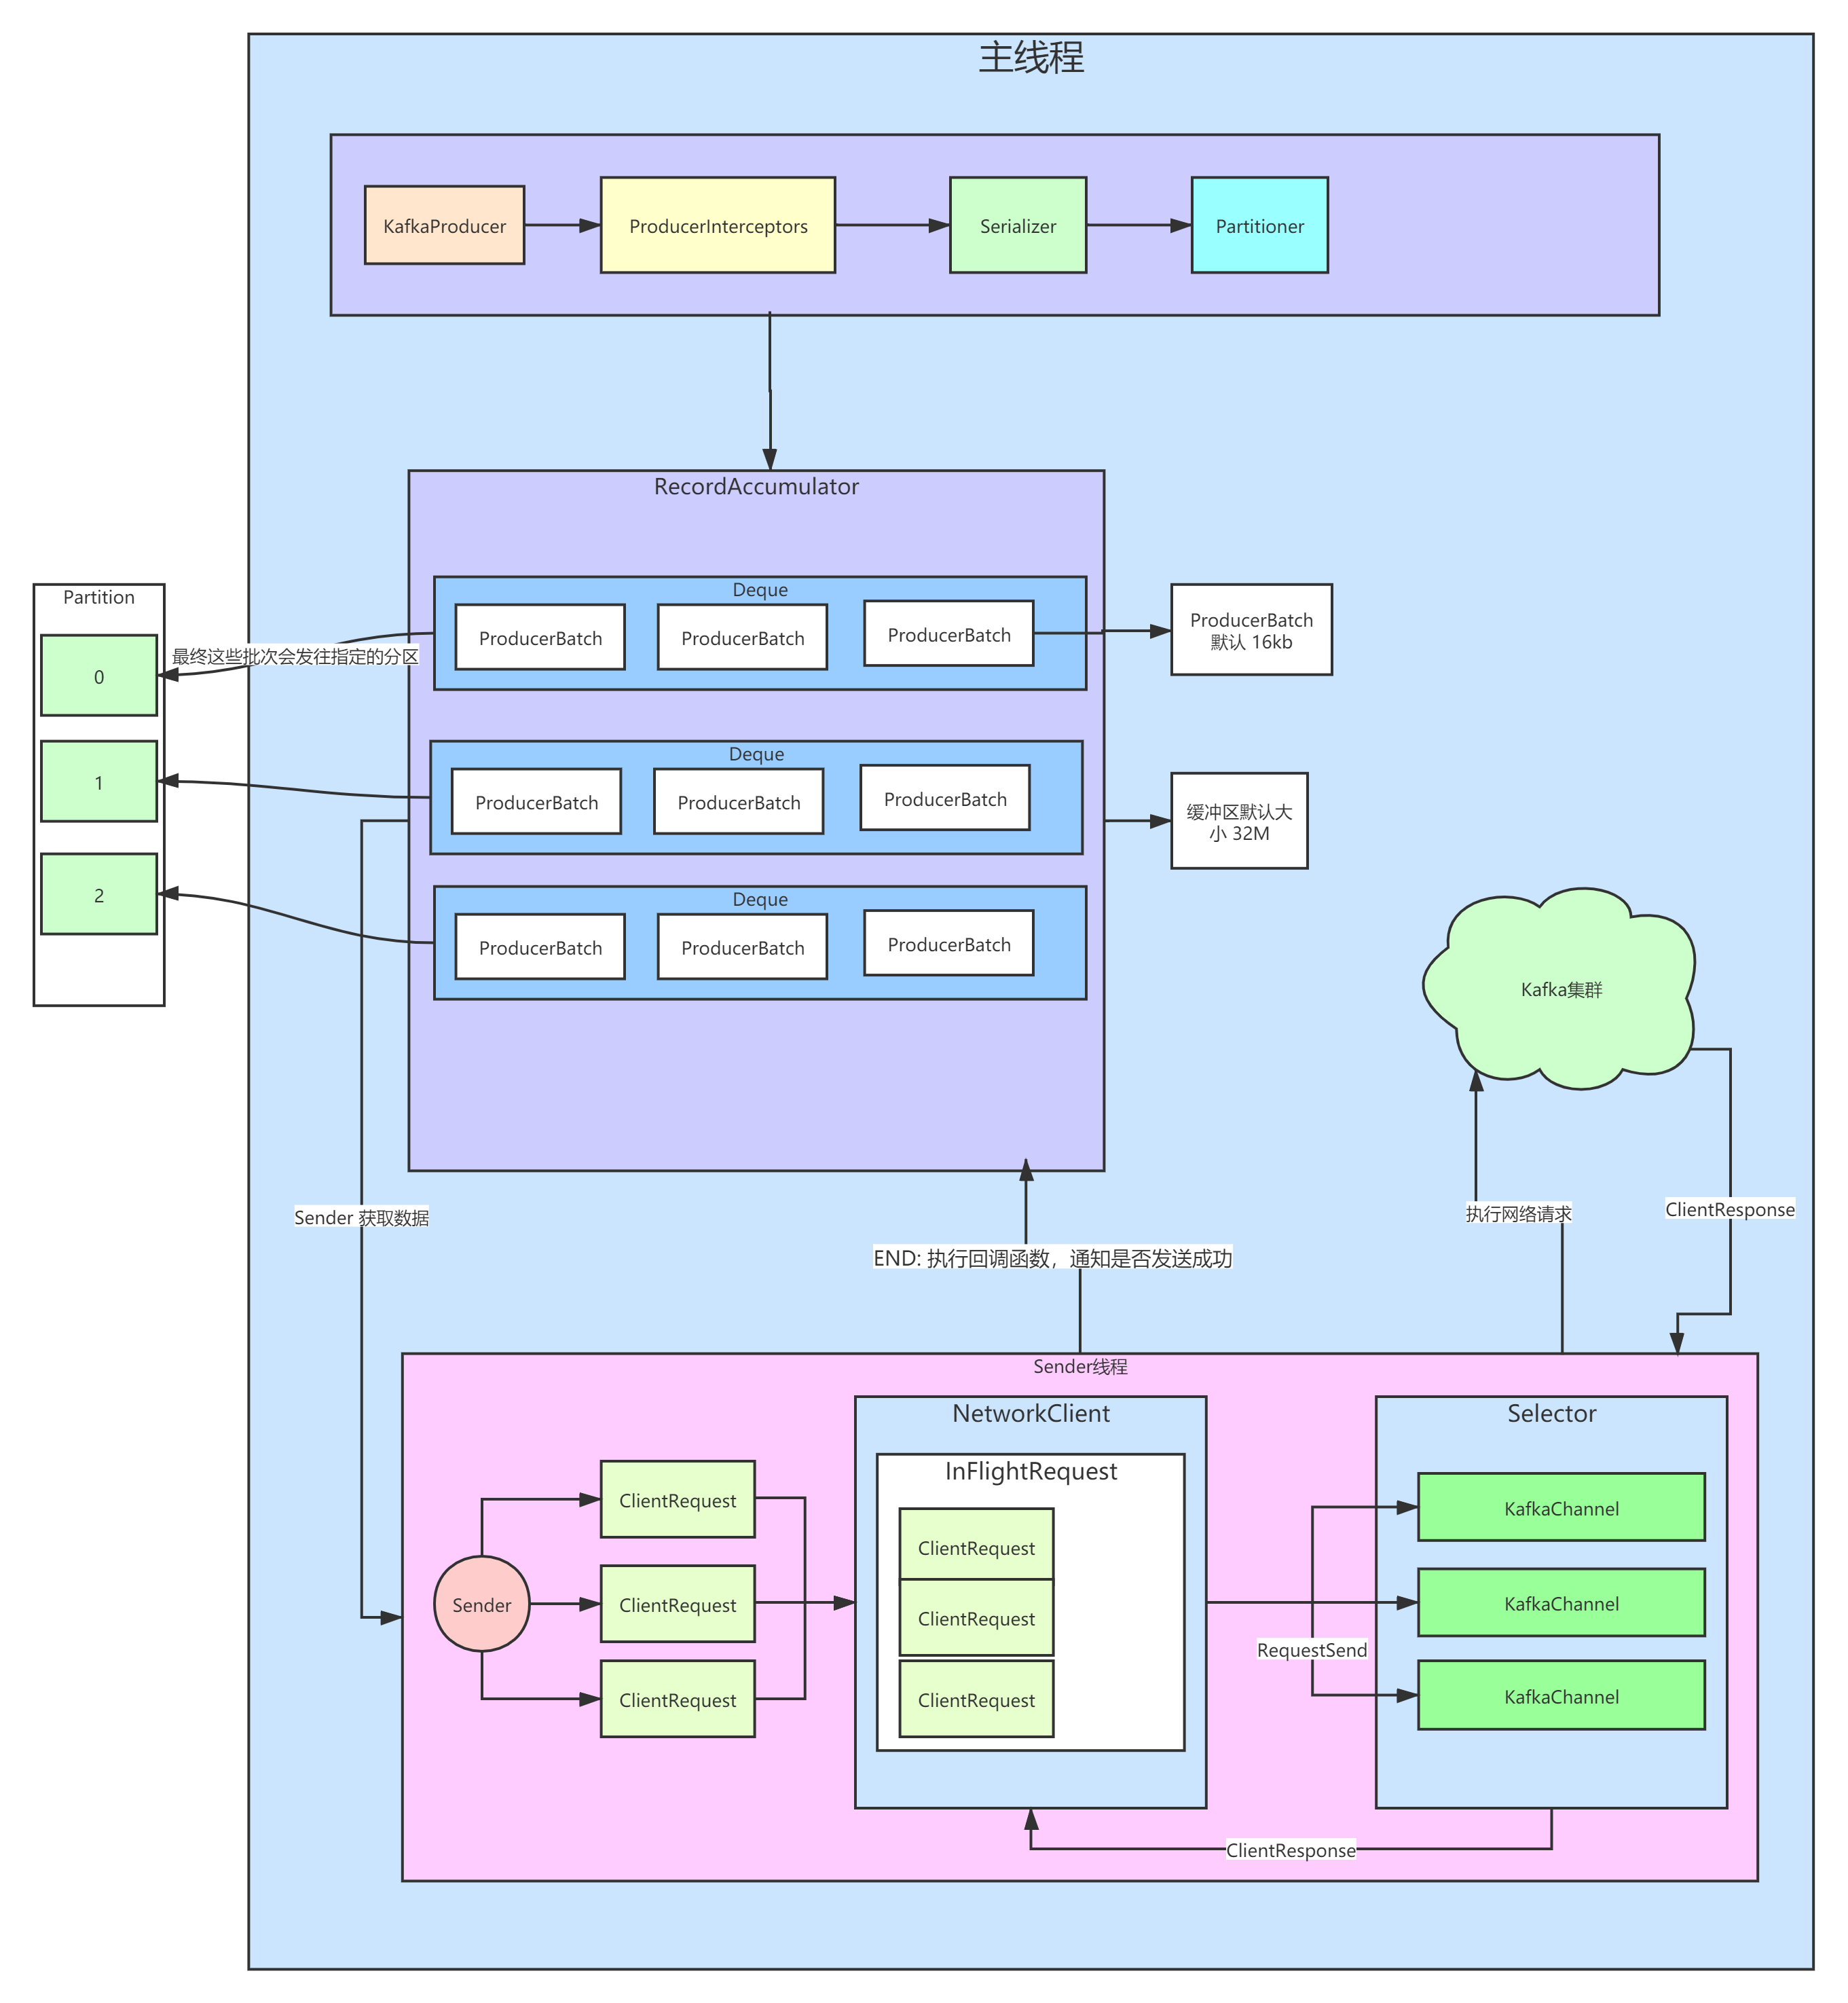 主线程
KafkaProducer
ProducerInterceptors
Serializer
Partitioner
RecordAccumulator
Deque
ProducerBatch
ProducerBatch
ProducerBatch
ProducerBatch
默认 16kb
Partition
0
1
2
最终这些批次会发往指定的分区
Deque
ProducerBatch
ProducerBatch
ProducerBatch
缓冲区默认大
小 32M
Deque
ProducerBatch
ProducerBatch
ProducerBatch
Kafka集群
Sender 获取数据
END: 执行回调函数，通知是否发送成功
执行网络请求
ClientResponse
Sender线程
Sender
ClientRequest
ClientRequest
ClientRequest
NetworkClient
InFlightRequest
ClientRequest
ClientRequest
ClientRequest
RequestSend
Selector
KafkaChannel
KafkaChannel
KafkaChannel
ClientResponse